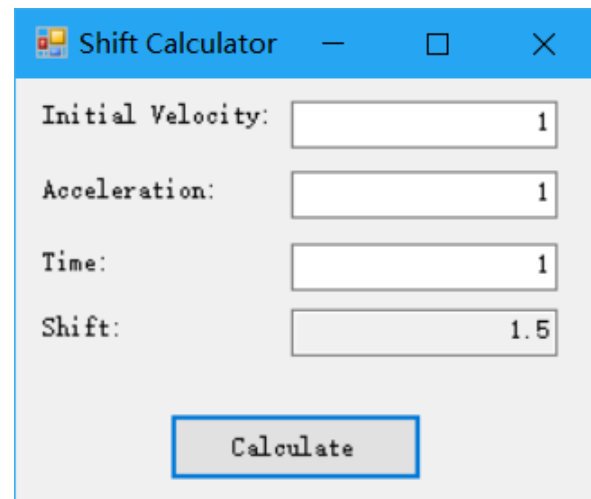 Shift Calculator
Initial Velocity: 1
Acceleration: 1
Time: 1
Shift: 1.5
Calculate